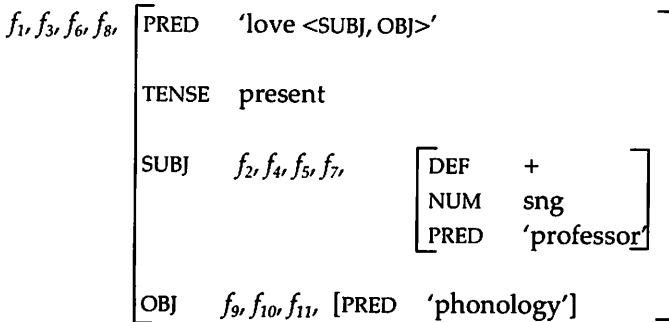 f₁, f₃, f₆, f₈, PRED 'love <SUBJ, OBJ>'
TENSE present
SUBJ f₂, f₄, f₅, f₇, DEF +
NUM sng
PRED 'professor'
OBJ f₉, f₁₀, f₁₁, [PRED 'phonology']